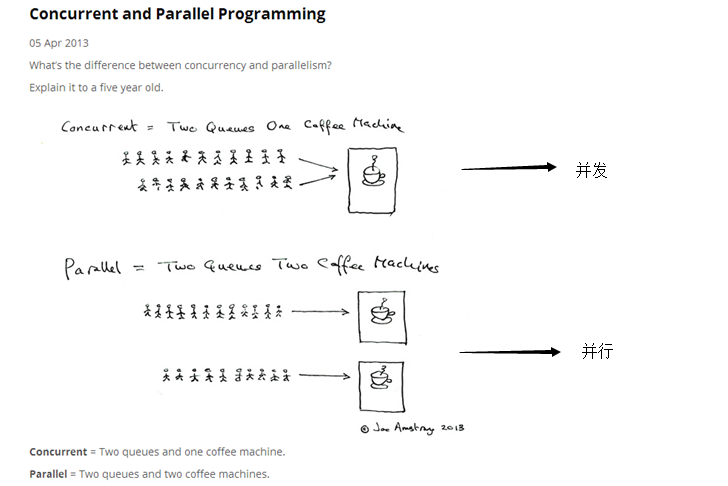 Concurrent and Parallel Programming
05 Apr 2013
What's the difference between concurrency and parallelism?
Explain it to a five year old.
Concurrent = Two Queues One Coffee Machine
并发
Parallel = Two Queues Two Coffee Machines
并行
© Joe Armstrong 2013
Concurrent = Two queues and one coffee machine.
Parallel = Two queues and two coffee machines.